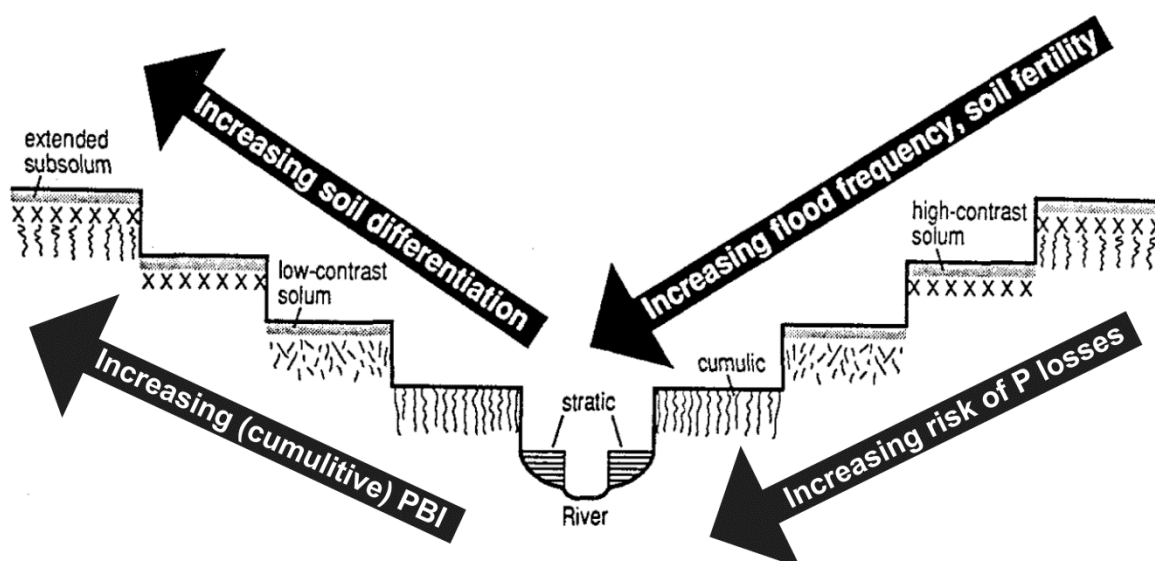 Increasing soil differentiation
Increasing flood frequency, soil fertility
extended
subsolum
high-contrast
solum
low-contrast
solum
cumulic
stratic
Increasing (cumulitive) PBI
Increasing risk of P losses
River